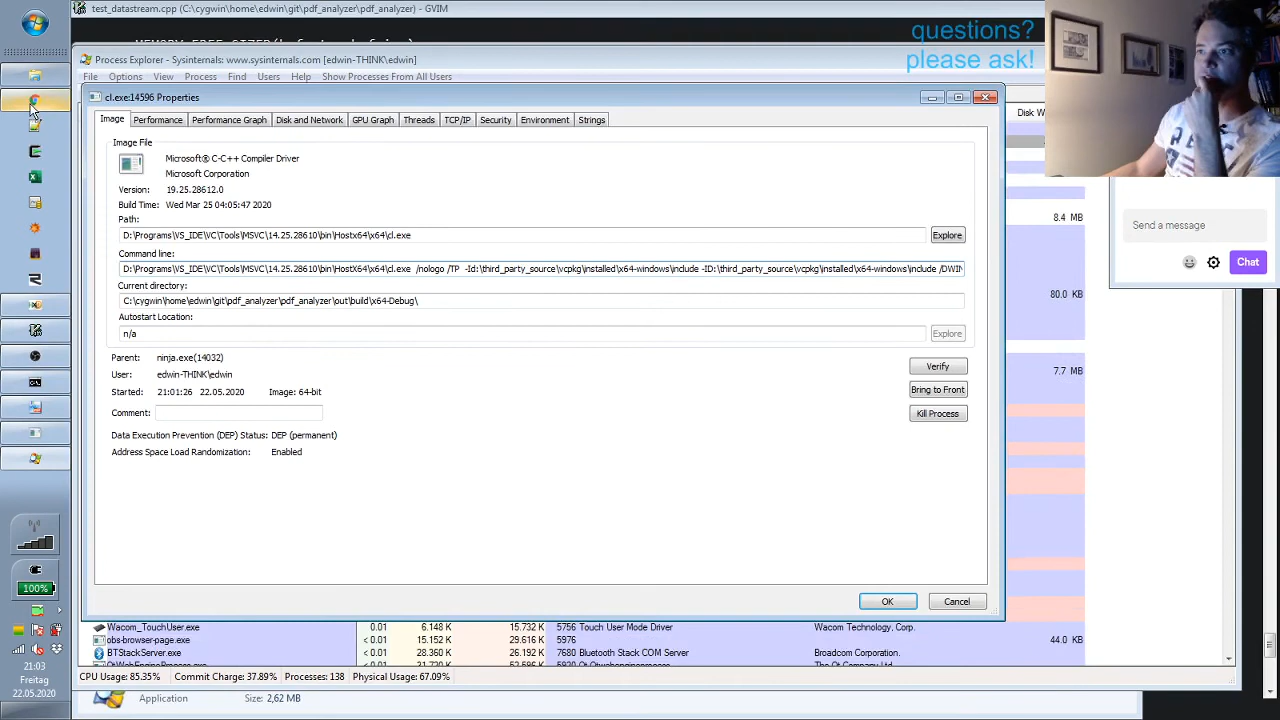 test_datastream.cpp (C:\cygwin\home\edwin\git\pdf_analyzer\pdf_analyzer) - GVIM
questions?
please ask!
Process Explorer - Sysinternals: www.sysinternals.com [edwin-THINK\edwin]
File Options View Process Find Users Help Show Processes From All Users
cl.exe:14596 Properties
Image Performance Performance Graph Disk and Network GPU Graph Threads TCP/IP Security Environment Strings
Disk W
Image File
Microsoft® C-C++ Compiler Driver
Microsoft Corporation
Version: 19.25.28612.0
Build Time: Wed Mar 25 04:05:47 2020
Path:
D:\Programs\VS_IDE\VC\Tools\MSVC\14.25.28610\bin\Hostx64\x64\cl.exe Explore
Command line:
D:\Programs\VS_IDE\VC\Tools\MSVC\14.25.28610\bin\HostX64\x64\cl.exe /nologo /TP -Id:\third_party_source\vcpkg\installed\x64-windows\include -ID:\third_party_source\vcpkg\installed\x64-windows\include /DWIN
Current directory:
C:\cygwin\home\edwin\git\pdf_analyzer\pdf_analyzer\out\build\x64-Debug\
Autostart Location:
n/a Explore
Parent: ninja.exe(14032)
User: edwin-THINK\edwin
Started: 21:01:26 22.05.2020 Image: 64-bit
Comment:
Verify
Bring to Front
Kill Process
Data Execution Prevention (DEP) Status: DEP (permanent)
Address Space Load Randomization: Enabled
OK Cancel
8.4 MB
80.0 KB
7.7 MB
44.0 KB
Send a message
Chat
Wacom_TouchUser.exe < 0.01 6.148 K 15.732 K 5756 Touch User Mode Driver Wacom Technology, Corp.
obs-browser-page.exe < 0.01 15.152 K 29.616 K 5976
BTStackServer.exe < 0.01 28.360 K 26.192 K 7680 Bluetooth Stack COM Server Broadcom Corporation.
CPU Usage: 85.35% Commit Charge: 37.89% Processes: 138 Physical Usage: 67.09%
Application Size: 2,62 MB
100%
21:03
Freitag
22.05.2020